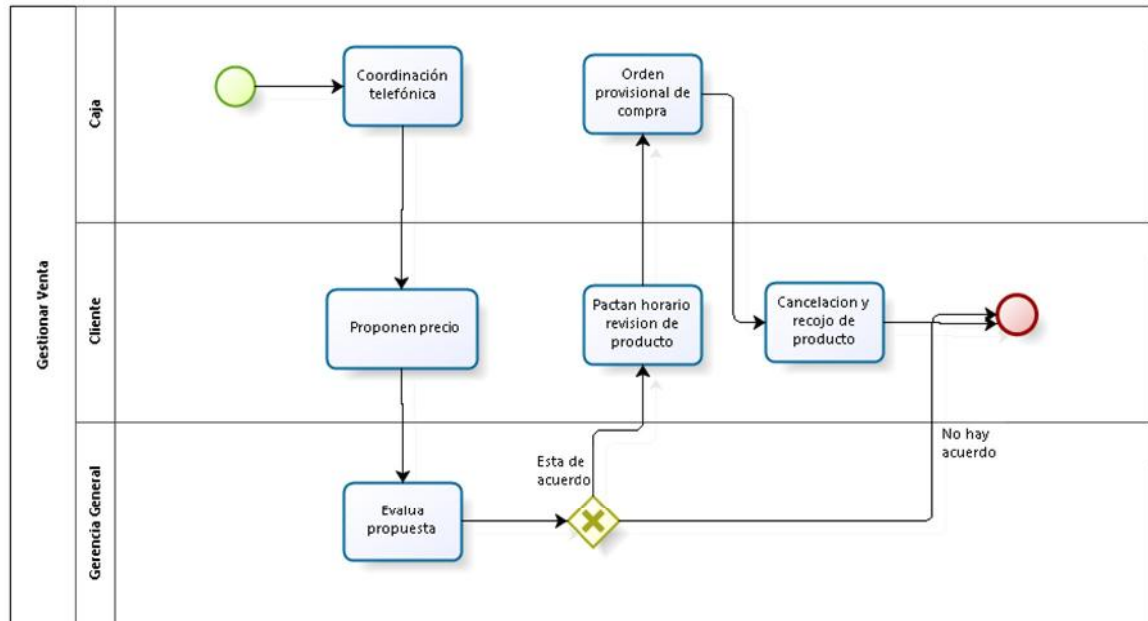 Gestionar Venta
Caja
Coordinación
telefónica
Orden
provisional de
compra
Cliente
Proponen precio
Pactan horario
revision de
producto
Cancelacion y
recojo de
producto
Gerencia General
Evalua
propuesta
Esta de
acuerdo
No hay
acuerdo